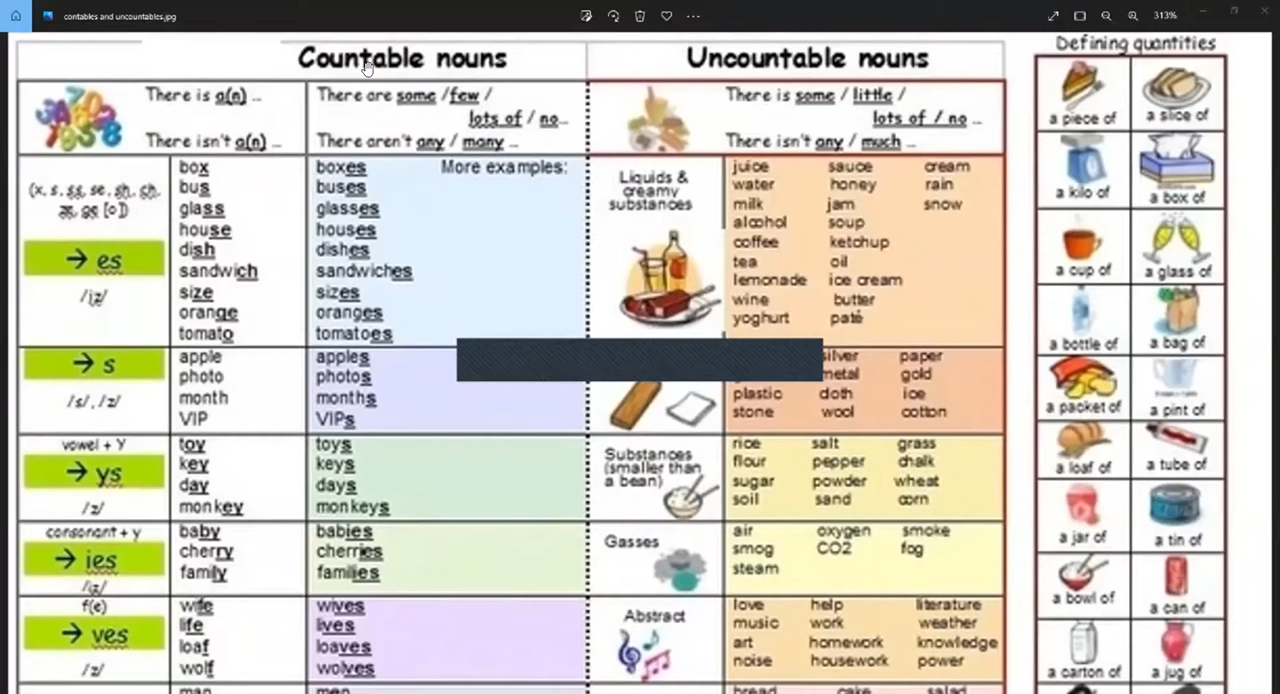 contables and uncountables.jpg
313%
Countable nouns
Uncountable nouns
Defining quantities
There is a(n) ...
There isn't a(n) ...
There are some /few /
lots of / no...
There aren't any / many ...
There is some / little /
lots of / no ...
There isn't any / much ...
→ es
box
bus
glass
house
dish
sandwich
size
orange
tomato
boxes
buses
glasses
houses
dishes
sandwiches
sizes
oranges
tomatoes
More examples:
→ s
/s/, /z/
apple
photo
month
VIP
apples
photos
months
VIPs
vowel + y
→ ys
/z/
toy
key
day
monkey
toys
keys
days
monkeys
consonant + y
→ ies
baby
cherry
family
babies
cherries
families
f(e)
→ ves
/z/
wife
life
loaf
wolf
wives
lives
loaves
wolves
man
men
Liquids &
creamy
substances
juice sauce cream
water honey rain
milk jam snow
alcohol soup
coffee ketchup
tea oil
lemonade ice cream
wine butter
yoghurt paté
silver paper
metal gold
plastic cloth ice
stone wool cotton
Substances
(smaller than
a bean)
rice salt grass
flour pepper chalk
sugar powder wheat
soil sand corn
Gasses
air oxygen smoke
smog CO2 fog
steam
Abstract
love help literature
music work weather
art homework knowledge
noise housework power
bread cake salad
a piece of a slice of
a kilo of a box of
a cup of a glass of
a bottle of a bag of
a packet of a pint of
a loaf of a tube of
a jar of a tin of
a bowl of a can of
a carton of a jug of